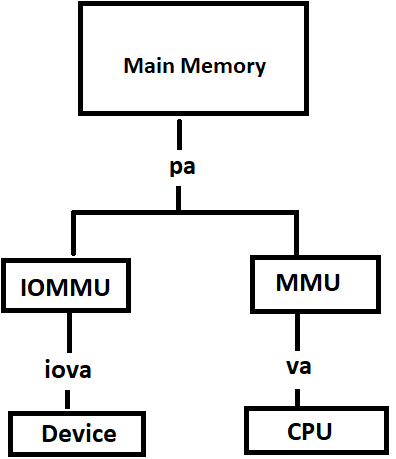 Main Memory
pa
IOMMU
MMU
iova
va
Device
CPU